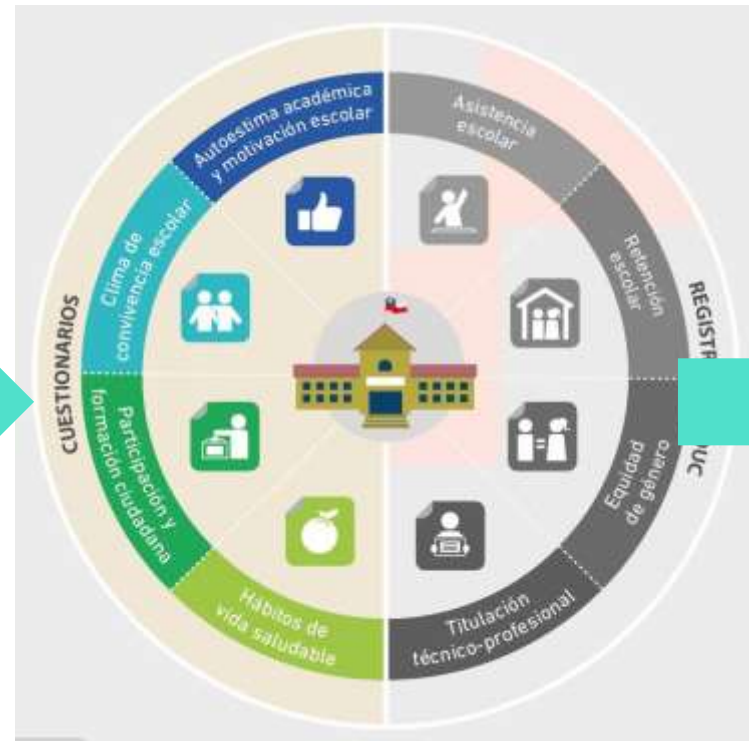 CUESTIONARIOS
Autoestima académica
y motivación escolar
Clima de
convivencia escolar
Participación y
formación ciudadana
Hábitos de
vida saludable
Asistencia
escolar
Retención
escolar
Equidad
de género
Titulación
técnico-profesional